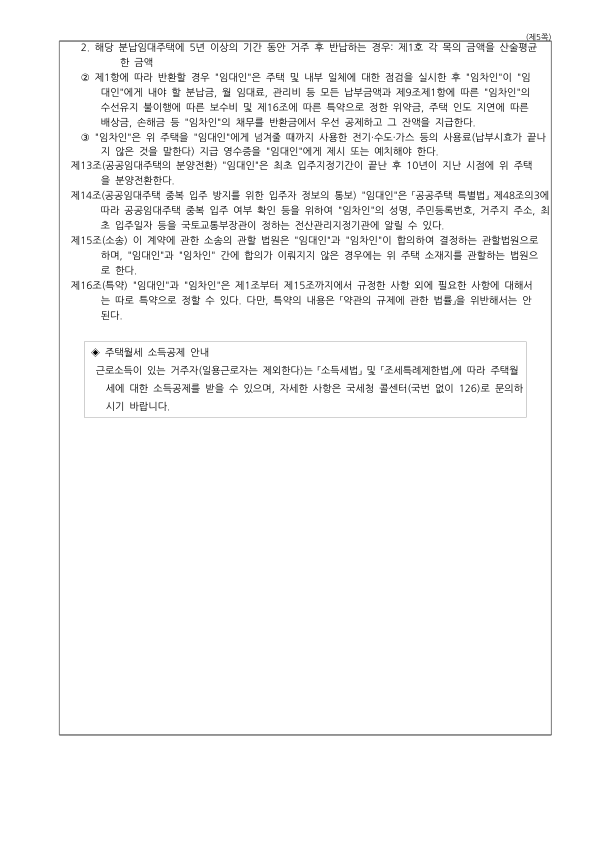 (제5쪽)
2. 해당 분납임대주택에 5년 이상의 기간 동안 거주 후 반납하는 경우: 제1호 각 목의 금액을 산술평균
한 금액
② 제1항에 따라 반환할 경우 "임대인"은 주택 및 내부 일체에 대한 점검을 실시한 후 "임차인"이 "임
대인"에게 내야 할 분납금, 월 임대료, 관리비 등 모든 납부금액과 제9조제1항에 따른 "임차인"의
수선유지 불이행에 따른 보수비 및 제16조에 따른 특약으로 정한 위약금, 주택 인도 지연에 따른
배상금, 손해금 등 "임차인"의 채무를 반환금에서 우선 공제하고 그 잔액을 지급한다.
③ "임차인"은 위 주택을 "임대인"에게 넘겨줄 때까지 사용한 전기·수도·가스 등의 사용료(납부시효가 끝나
지 않은 것을 말한다) 지급 영수증을 "임대인"에게 제시 또는 예치해야 한다.
제13조(공공임대주택의 분양전환) "임대인"은 최초 입주지정기간이 끝난 후 10년이 지난 시점에 위 주택
을 분양전환한다.
제14조(공공임대주택 중복 입주 방지를 위한 입주자 정보의 통보) "임대인"은 「공공주택 특별법」 제48조의3에
따라 공공임대주택 중복 입주 여부 확인 등을 위하여 "임차인"의 성명, 주민등록번호, 거주지 주소, 최
초 입주일자 등을 국토교통부장관이 정하는 전산관리지정기관에 알릴 수 있다.
제15조(소송) 이 계약에 관한 소송의 관할 법원은 "임대인"과 "임차인"이 합의하여 결정하는 관할법원으로
하며, "임대인"과 "임차인" 간에 합의가 이뤄지지 않은 경우에는 위 주택 소재지를 관할하는 법원으
로 한다.
제16조(특약) "임대인"과 "임차인"은 제1조부터 제15조까지에서 규정한 사항 외에 필요한 사항에 대해서
는 따로 특약으로 정할 수 있다. 다만, 특약의 내용은 「약관의 규제에 관한 법률」을 위반해서는 안
된다.
◈ 주택월세 소득공제 안내
근로소득이 있는 거주자(일용근로자는 제외한다)는 「소득세법」 및 「조세특례제한법」에 따라 주택월
세에 대한 소득공제를 받을 수 있으며, 자세한 사항은 국세청 콜센터(국번 없이 126)로 문의하
시기 바랍니다.